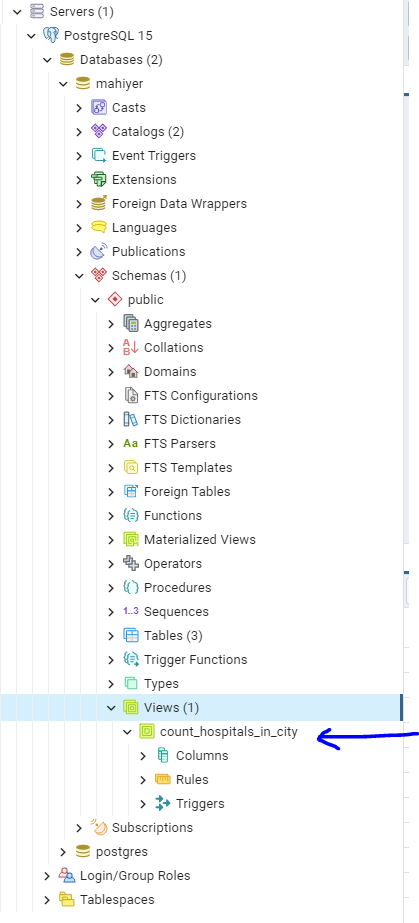 Servers (1)
PostgreSQL 15
Databases (2)
mahiyer
Casts
Catalogs (2)
Event Triggers
Extensions
Foreign Data Wrappers
Languages
Publications
Schemas (1)
public
Aggregates
Collations
Domains
FTS Configurations
FTS Dictionaries
Aa FTS Parsers
FTS Templates
Foreign Tables
Functions
Materialized Views
Operators
Procedures
1..3 Sequences
Tables (3)
Trigger Functions
Types
Views (1)
count_hospitals_in_city
Columns
Rules
Triggers
Subscriptions
postgres
Login/Group Roles
Tablespaces